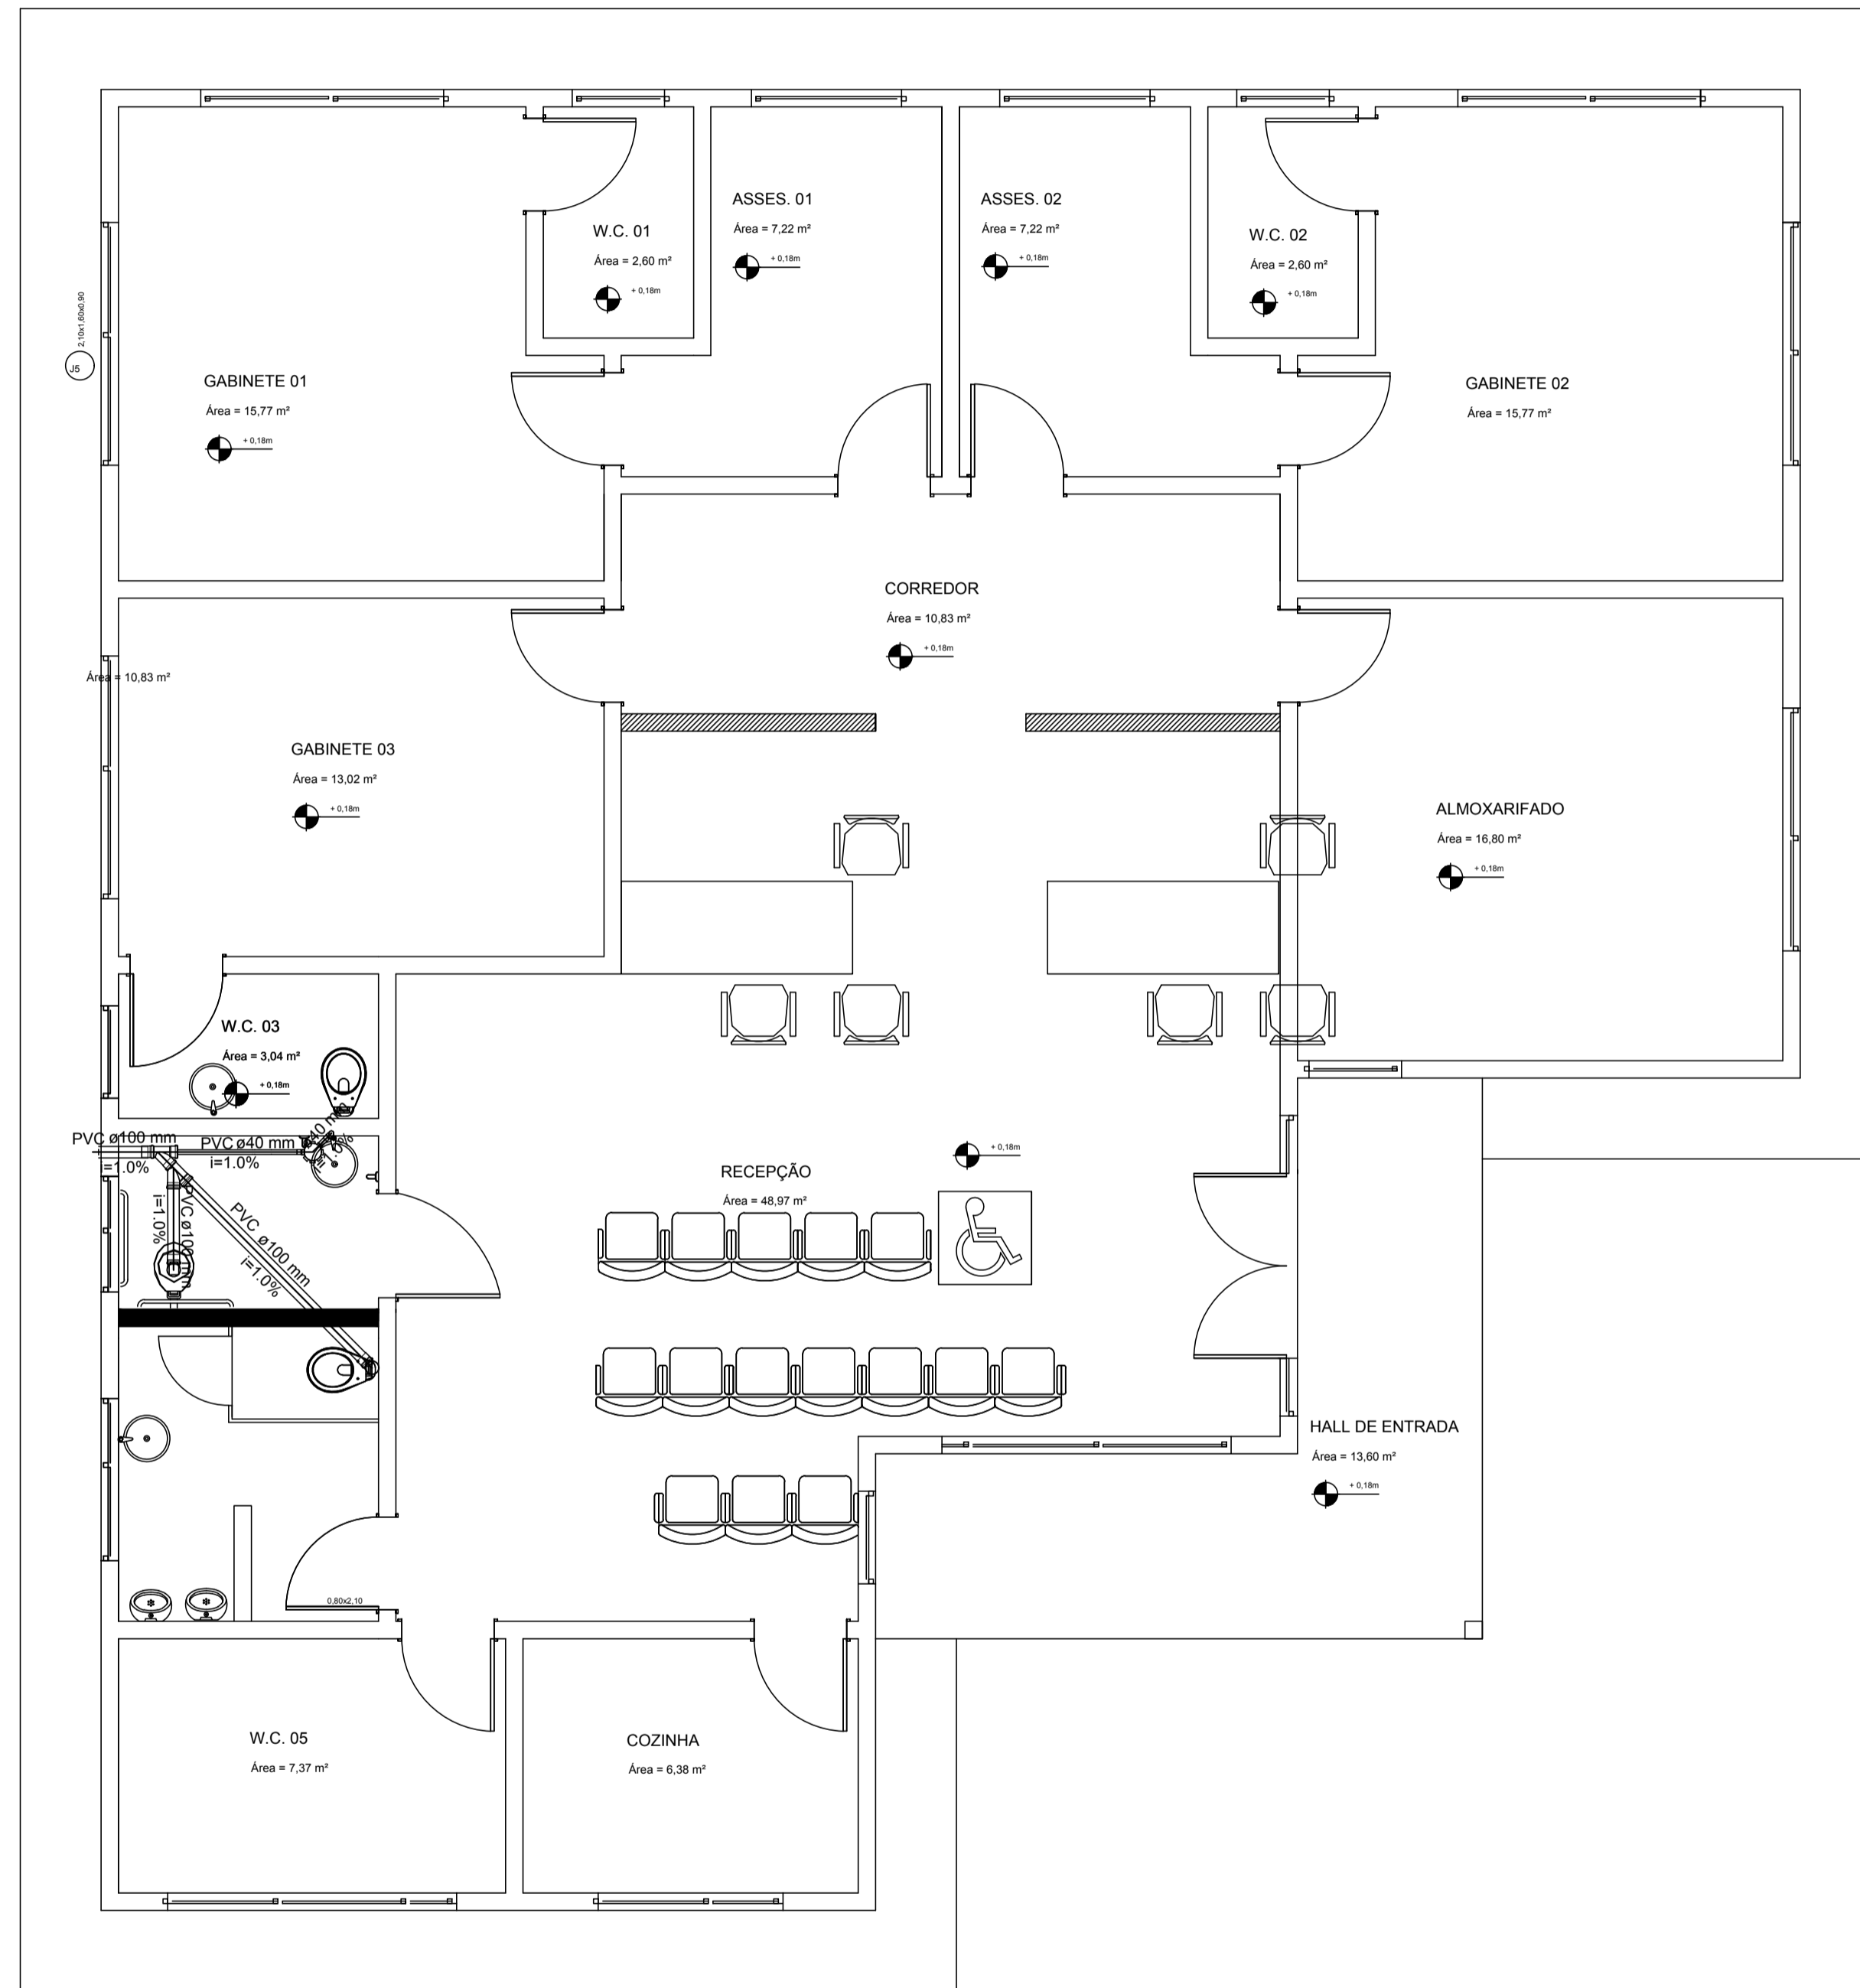 ASSES. 01
Área = 7,22 m²
+ 0,18m
ASSES. 02
Área = 7,22 m²
+ 0,18m
W.C. 01
Área = 2,60 m²
+ 0,18m
W.C. 02
Área = 2,60 m²
+ 0,18m
2,10x1,60x0,90
J5
GABINETE 01
Área = 15,77 m²
+ 0,18m
GABINETE 02
Área = 15,77 m²
CORREDOR
Área = 10,83 m²
+ 0,18m
Área = 10,83 m²
GABINETE 03
Área = 13,02 m²
+ 0,18m
ALMOXARIFADO
Área = 16,80 m²
+ 0,18m
W.C. 03
Área = 3,04 m²
+ 0,18m
PVC ø100 mm
i=1.0%
PVC ø40 mm
i=1.0%
ø40 mm
i=1.0%
PVC ø100 mm
i=1.0%
PVC ø100 mm
i=1.0%
RECEPÇÃO
Área = 48,97 m²
+ 0,18m
HALL DE ENTRADA
Área = 13,60 m²
+ 0,18m
0,80x2,10
W.C. 05
Área = 7,37 m²
COZINHA
Área = 6,38 m²